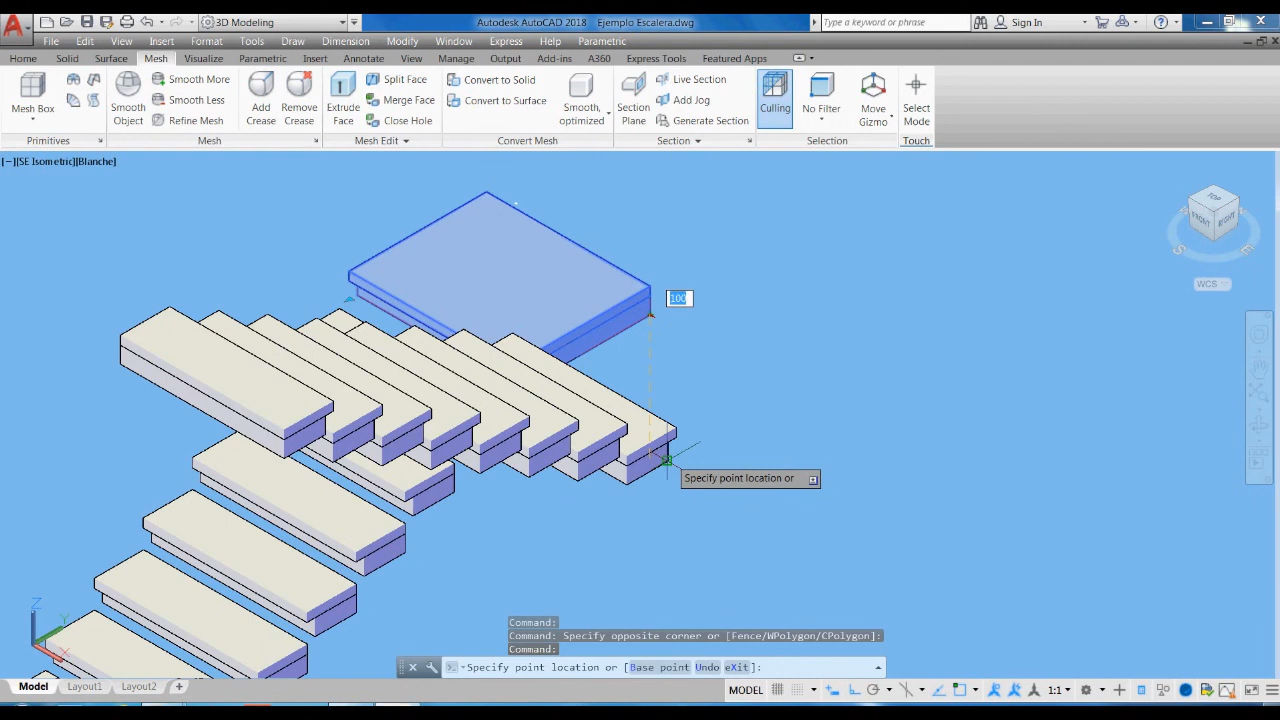 3D Modeling
Autodesk AutoCAD 2018 Ejemplo Escalera.dwg
Type a keyword or phrase
Sign In
File Edit View Insert Format Tools Draw Dimension Modify Window Express Help Parametric
Home Solid Surface Mesh Visualize Parametric Insert Annotate View Manage Output Add-ins A360 Express Tools Featured Apps
Mesh Box
Smooth Object
Smooth More
Smooth Less
Refine Mesh
Add Crease
Remove Crease
Extrude Face
Split Face
Merge Face
Close Hole
Convert to Solid
Convert to Surface
Smooth, optimized
Section Plane
Live Section
Add Jog
Generate Section
Culling
No Filter
Move Gizmo
Select Mode
Primitives Mesh Mesh Edit Convert Mesh Section Selection Touch
[−][SE Isometric][Blanche]
TOP
FRONT
RIGHT
S
E
WCS
100
Specify point location or
Z
Y
X
Command:
Command: Specify opposite corner or [Fence/WPolygon/CPolygon]:
Command:
Specify point location or [Base point Undo eXit]:
Model Layout1 Layout2 +
MODEL
1:1